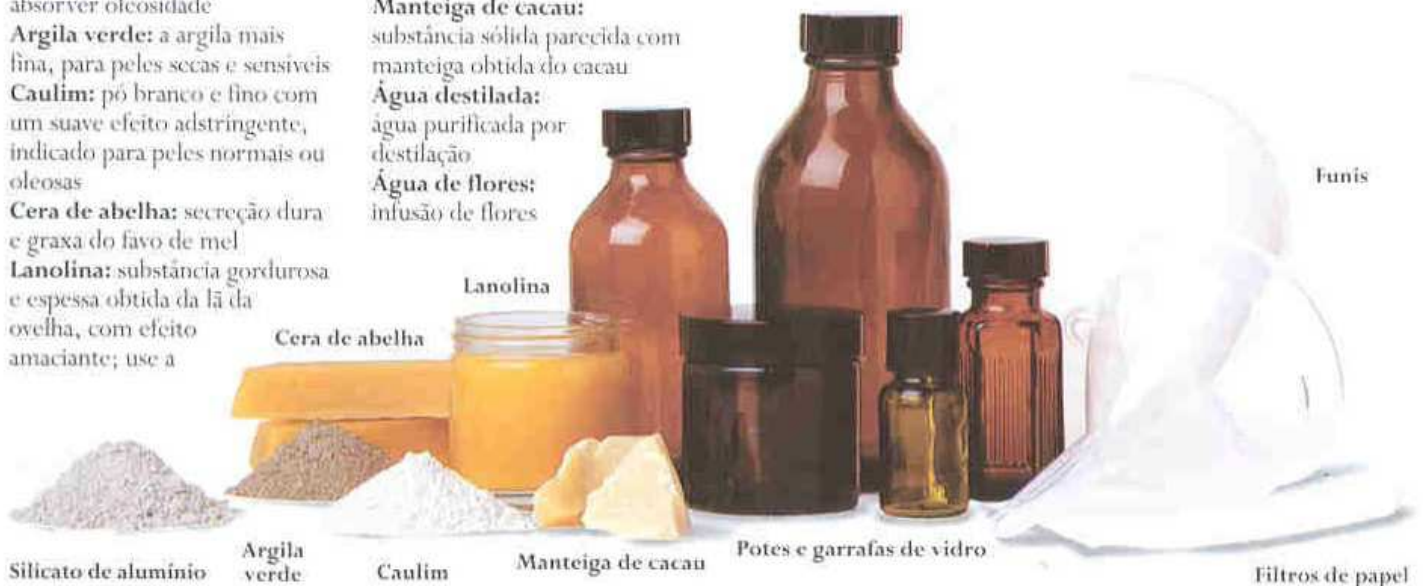 absorver oleosidade
Argila verde: a argila mais
fina, para peles secas e sensíveis
Caulim: pó branco e fino com
um suave efeito adstringente,
indicado para peles normais ou
oleosas
Cera de abelha: secreção dura
e graxa do favo de mel
Lanolina: substância gordurosa
e espessa obtida da lã da
ovelha, com efeito
amaciante; use a
Manteiga de cacau:
substância sólida parecida com
manteiga obtida do cacau
Água destilada:
água purificada por
destilação
Água de flores:
infusão de flores
Funis
Lanolina
Cera de abelha
Silicato de alumínio
Argila
verde
Caulim
Manteiga de cacau
Potes e garrafas de vidro
Filtros de papel